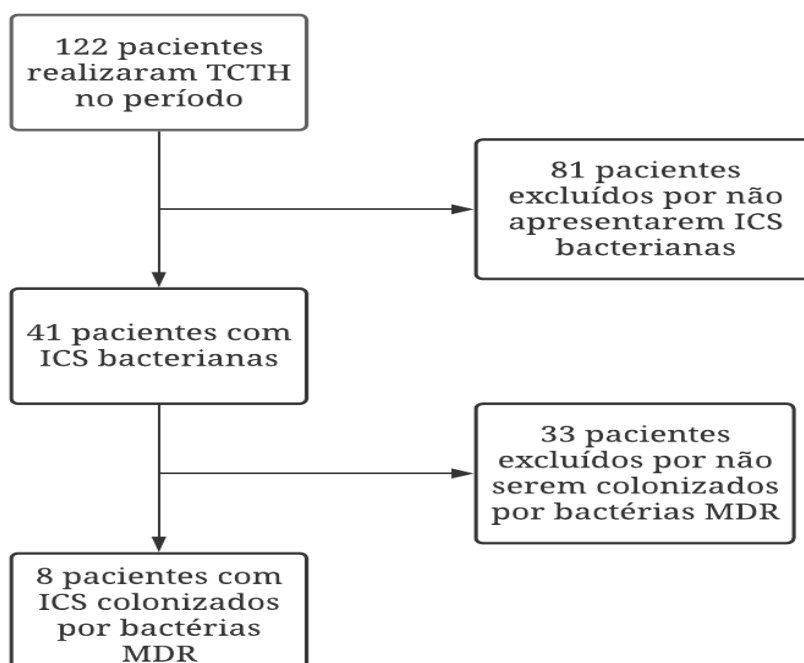 122 pacientes
realizaram TCTH
no período
81 pacientes
excluídos por não
apresentarem ICS
bacterianas
41 pacientes com
ICS bacterianas
33 pacientes
excluídos por não
serem colonizados
por bactérias MDR
8 pacientes com
ICS colonizados
por bactérias
MDR